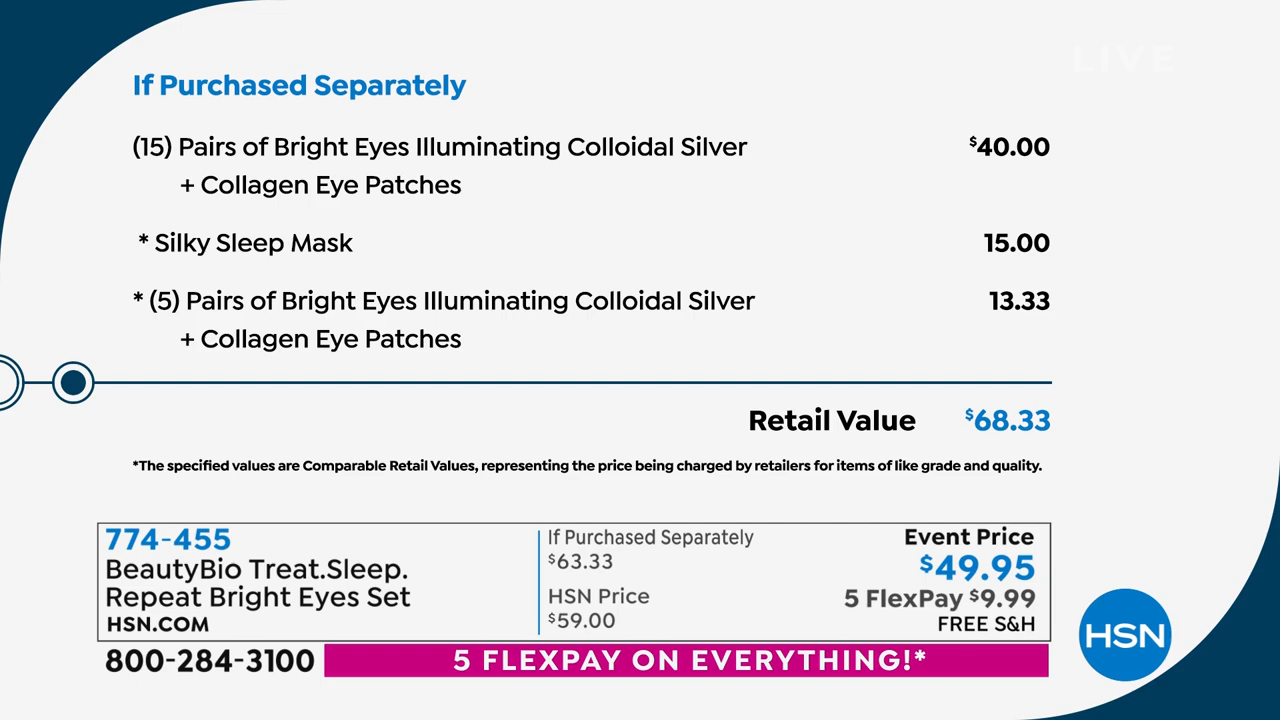 LIVE
If Purchased Separately
(15) Pairs of Bright Eyes Illuminating Colloidal Silver $40.00
+ Collagen Eye Patches
* Silky Sleep Mask 15.00
* (5) Pairs of Bright Eyes Illuminating Colloidal Silver 13.33
+ Collagen Eye Patches
Retail Value $68.33
*The specified values are Comparable Retail Values, representing the price being charged by retailers for items of like grade and quality.
774-455
BeautyBio Treat.Sleep.
Repeat Bright Eyes Set
HSN.COM
If Purchased Separately
$63.33
HSN Price
$59.00
Event Price
$49.95
5 FlexPay $9.99
FREE S&H
HSN
800-284-3100
5 FLEXPAY ON EVERYTHING!*